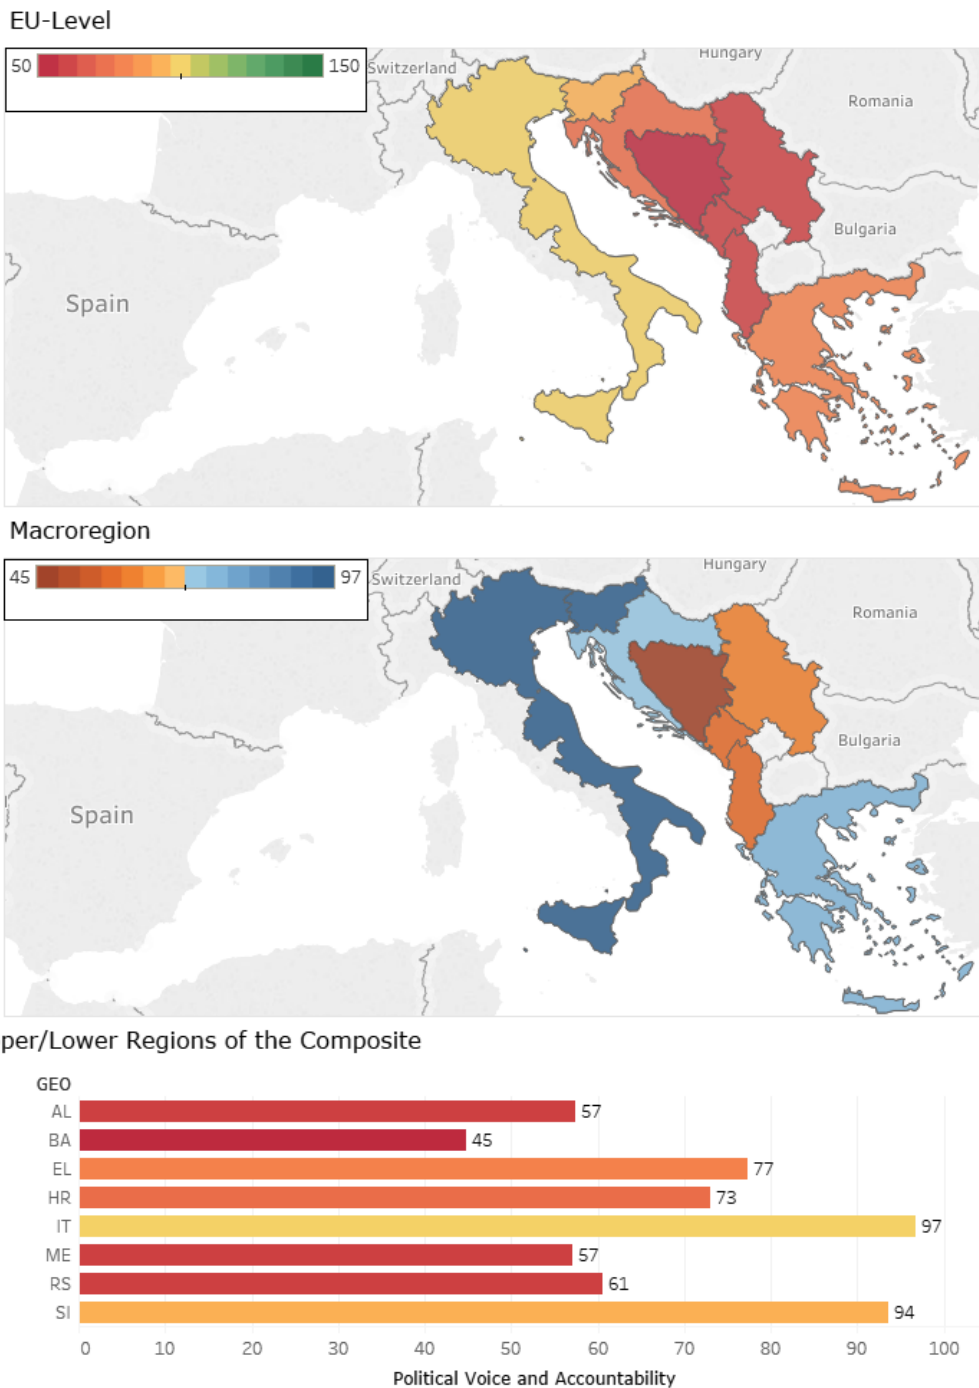 EU-Level
50 150
Switzerland
Hungary
Romania
Bulgaria
Spain
Macroregion
45 97
Switzerland
Hungary
Romania
Bulgaria
Spain
per/Lower Regions of the Composite
GEO
AL 57
BA 45
EL 77
HR 73
IT 97
ME 57
RS 61
SI 94
0 10 20 30 40 50 60 70 80 90 100
Political Voice and Accountability